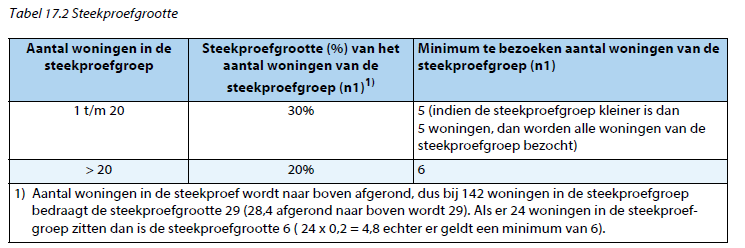 Tabel 17.2 Steekproefgrootte
Aantal woningen in de
steekproefgroep
Steekproefgrootte (%) van het
aantal woningen van de
steekproefgroep (n1)1)
Minimum te bezoeken aantal woningen van de
steekproefgroep (n1)
1 t/m 20
30%
5 (indien de steekproefgroep kleiner is dan
5 woningen, dan worden alle woningen van de
steekproefgroep bezocht)
> 20
20%
6
1) Aantal woningen in de steekproef wordt naar boven afgerond, dus bij 142 woningen in de steekproefgroep
bedraagt de steekproefgrootte 29 (28,4 afgrond naar boven wordt 29). Als er 24 woningen in de steekproef-
groep zitten dan is de steekproefgrootte 6 ( 24 x 0,2 = 4,8 echter er geldt een minimum van 6).